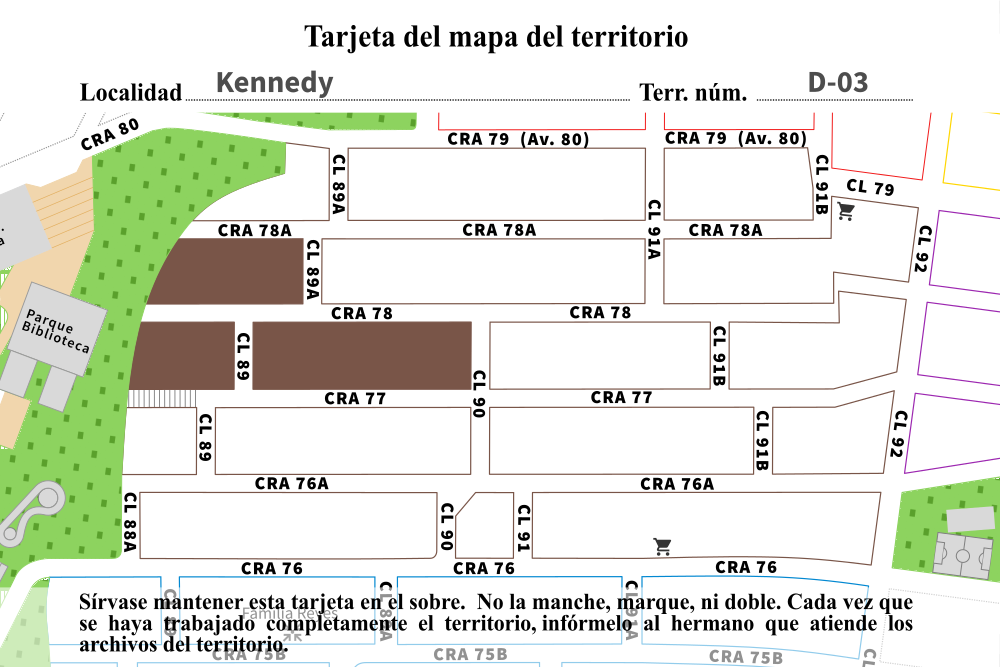 Tarjeta del mapa del territorio
Localidad Kennedy Terr. núm. D-03
CRA 80
CRA 79 (Av. 80)
CRA 79 (Av. 80)
CL 89A
CL 91B
CL 79
CL 91A
CL 92
CRA 78A
CRA 78A
CRA 78A
CL 89A
CRA 78
CRA 78
Parque
Biblioteca
CL 89
CL 90
CL 91B
CRA 77
CRA 77
CL 89
CL 91B
CL 92
CRA 76A
CRA 76A
CL 88A
CL 90
CL 91
CRA 76
CRA 76
CRA 76
Familia Reyes
CL 91A
Sírvase mantener esta tarjeta en el sobre. No la manche, marque, ni doble. Cada vez que
se haya trabajado completamente el territorio, infórmelo al hermano que atiende los
archivos del territorio.
CRA 75B
CRA 75B
CRA 75B
CL